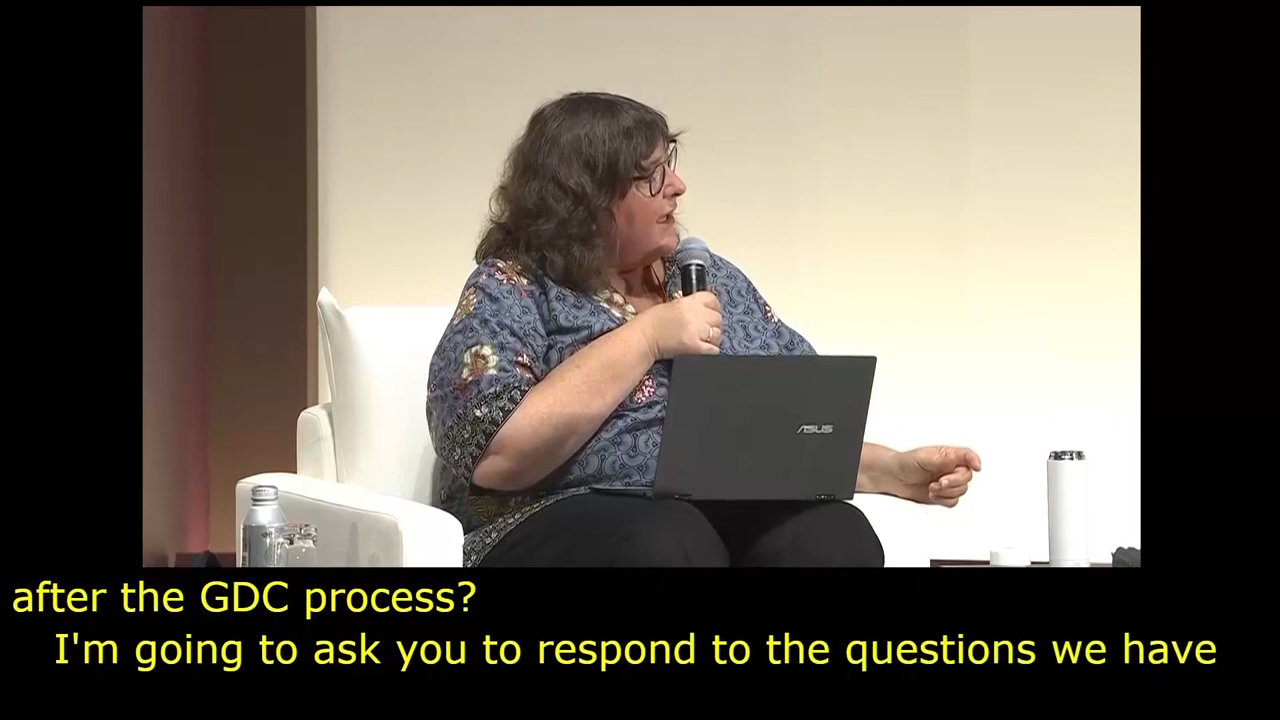 ASUS
after the GDC process?
I'm going to ask you to respond to the questions we have